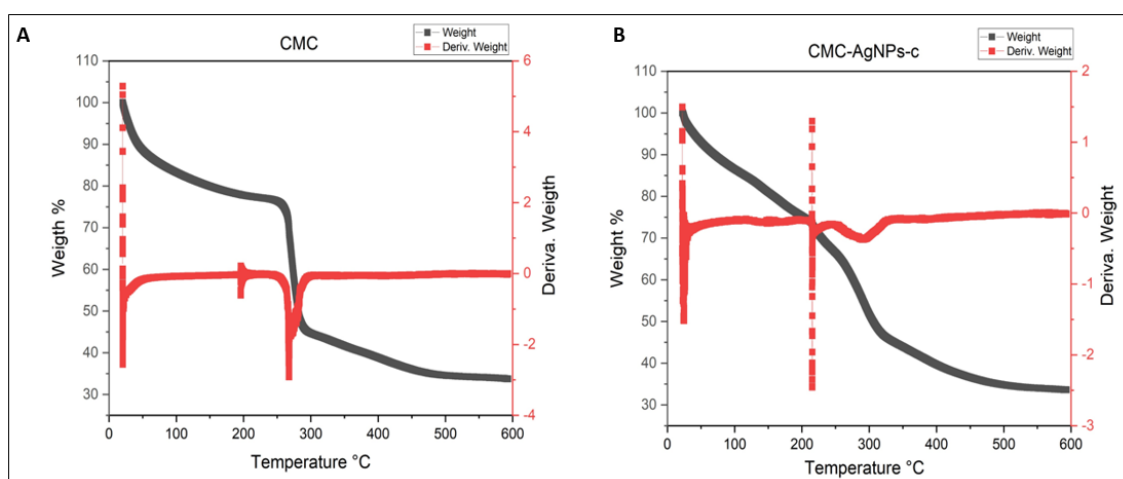 A
CMC
Weight
Deriv. Weight
110
100
90
80
70
60
50
40
30
Weigth %
6
4
2
0
-2
-4
Deriva. Weigth
0 100 200 300 400 500 600
Temperature °C
B
CMC-AgNPs-c
Weight
Deriv. Weight
110
100
90
80
70
60
50
40
30
Weight %
2
1
0
-1
-2
-3
Deriva. Weight
0 100 200 300 400 500 600
Temperature °C